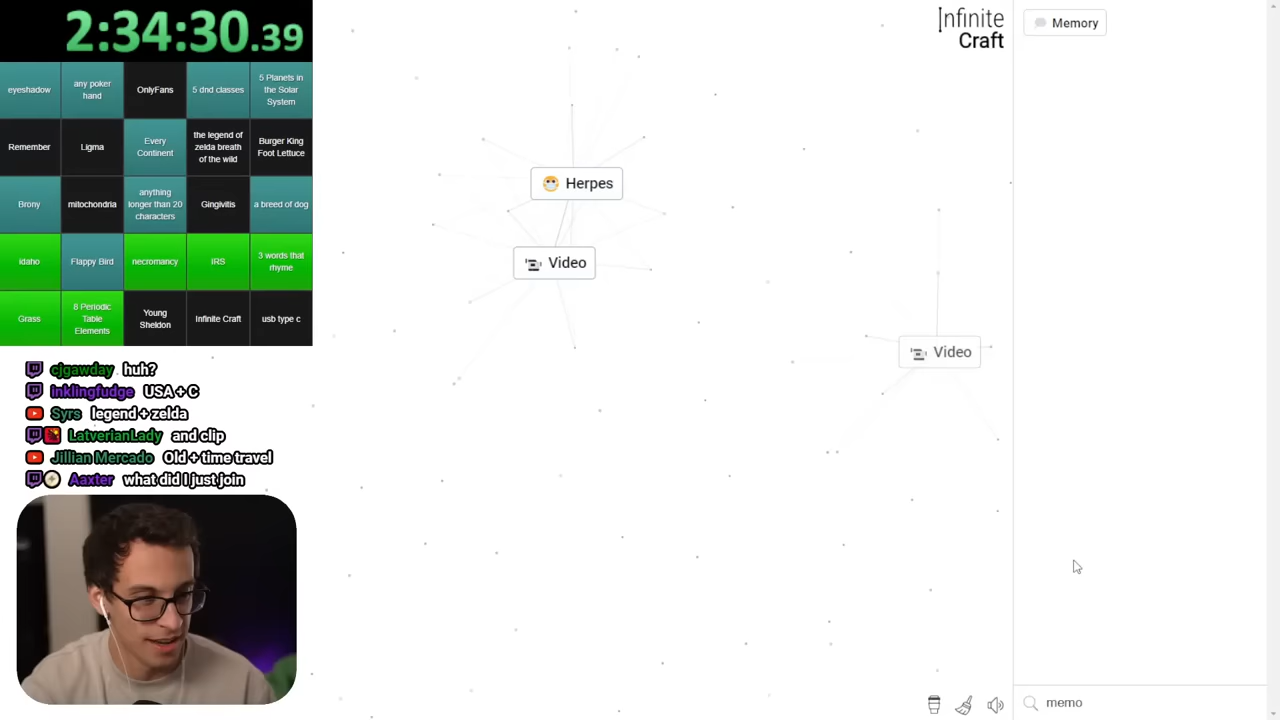 2:34:30.39
eyeshadow
any poker
hand
OnlyFans
5 dnd classes
5 Planets in
the Solar
System
Remember
Ligma
Every
Continent
the legend of
zelda breath
of the wild
Burger King
Foot Lettuce
Brony
mitochondria
anything
longer than 20
characters
Gingivitis
a breed of dog
idaho
Flappy Bird
necromancy
IRS
3 words that
rhyme
Grass
8 Periodic
Table
Elements
Young
Sheldon
Infinite Craft
usb type c
cjgawday huh?
inklingfudge USA + C
Syrs legend + zelda
LatverianLady and clip
Jillian Mercado Old + time travel
Aaxter what did I just join
Herpes
Video
Video
Infinite
Craft
Memory
memo